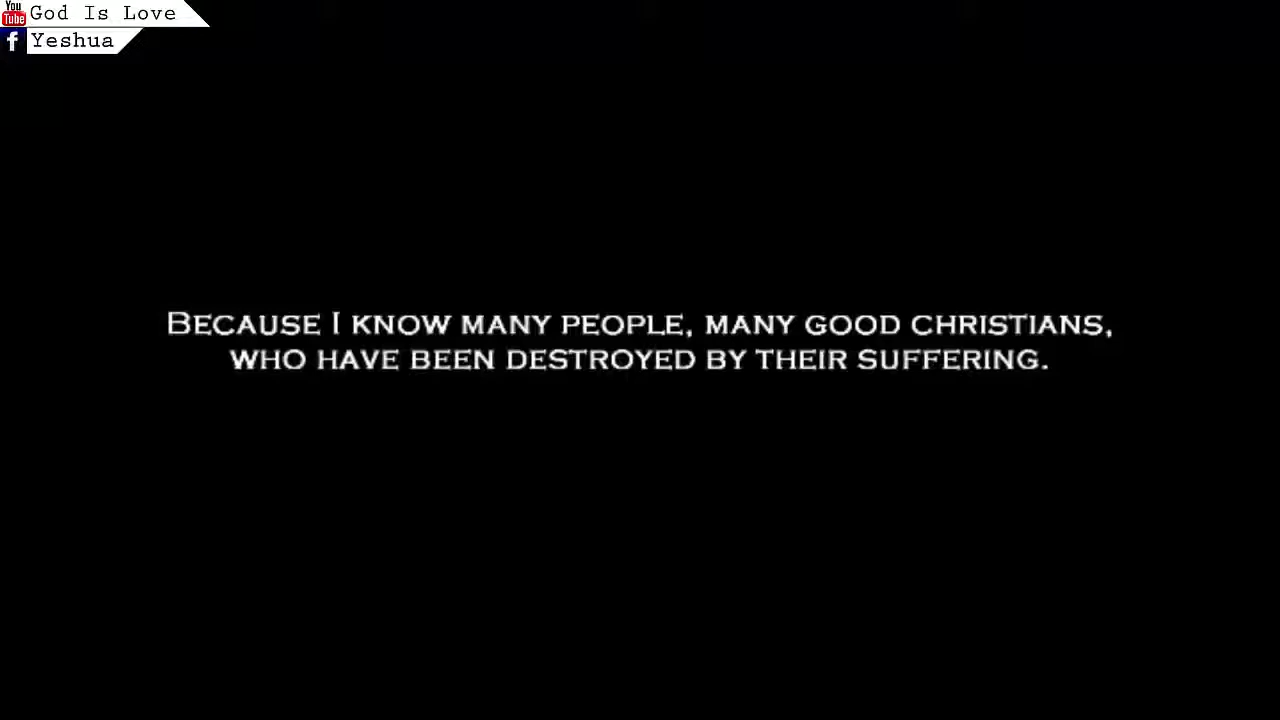 You
Tube
God Is Love
f
Yeshua
BECAUSE I KNOW MANY PEOPLE, MANY GOOD CHRISTIANS,
WHO HAVE BEEN DESTROYED BY THEIR SUFFERING.